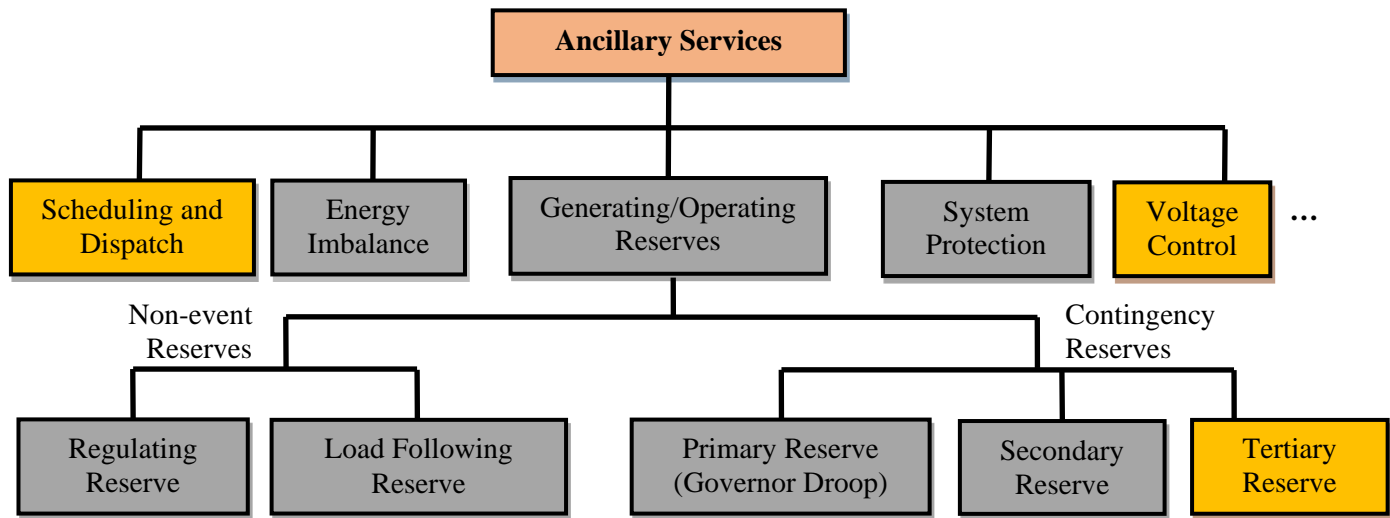 Ancillary Services
Scheduling and
Dispatch
Energy
Imbalance
Generating/Operating
Reserves
System
Protection
Voltage
Control
...
Non-event
Reserves
Contingency
Reserves
Regulating
Reserve
Load Following
Reserve
Primary Reserve
(Governor Droop)
Secondary
Reserve
Tertiary
Reserve